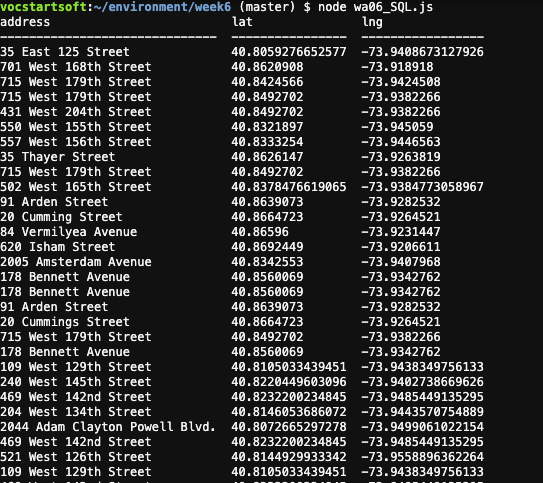 vocstartsoft:~/environment/week6 (master) $ node wa06_SQL.js
address lat lng
------------------------------ ---------------- -----------------
35 East 125 Street 40.8059276652577 -73.9408673127926
701 West 168th Street 40.8620908 -73.918918
715 West 179th Street 40.8424566 -73.9424508
715 West 179th Street 40.8492702 -73.9382266
431 West 204th Street 40.8492702 -73.9382266
550 West 155th Street 40.8321897 -73.945059
557 West 156th Street 40.8333254 -73.9446563
35 Thayer Street 40.8626147 -73.9263819
715 West 179th Street 40.8492702 -73.9382266
502 West 165th Street 40.8378476619065 -73.9384773058967
91 Arden Street 40.8639073 -73.9282532
20 Cumming Street 40.8664723 -73.9264521
84 Vermilyea Avenue 40.86596 -73.9231447
620 Isham Street 40.8692449 -73.9206611
2005 Amsterdam Avenue 40.8342553 -73.9407968
178 Bennett Avenue 40.8560069 -73.9342762
178 Bennett Avenue 40.8560069 -73.9342762
91 Arden Street 40.8639073 -73.9282532
20 Cummings Street 40.8664723 -73.9264521
715 West 179th Street 40.8492702 -73.9382266
178 Bennett Avenue 40.8560069 -73.9342762
109 West 129th Street 40.8105033439451 -73.9438349756133
240 West 145th Street 40.8220449603096 -73.9402738669626
469 West 142nd Street 40.8232200234845 -73.9485449135295
204 West 134th Street 40.8146053686072 -73.9443570754889
2044 Adam Clayton Powell Blvd. 40.8072665297278 -73.9499061022154
469 West 142nd Street 40.8232200234845 -73.9485449135295
521 West 126th Street 40.8144929933342 -73.9558896362264
109 West 129th Street 40.8105033439451 -73.9438349756133